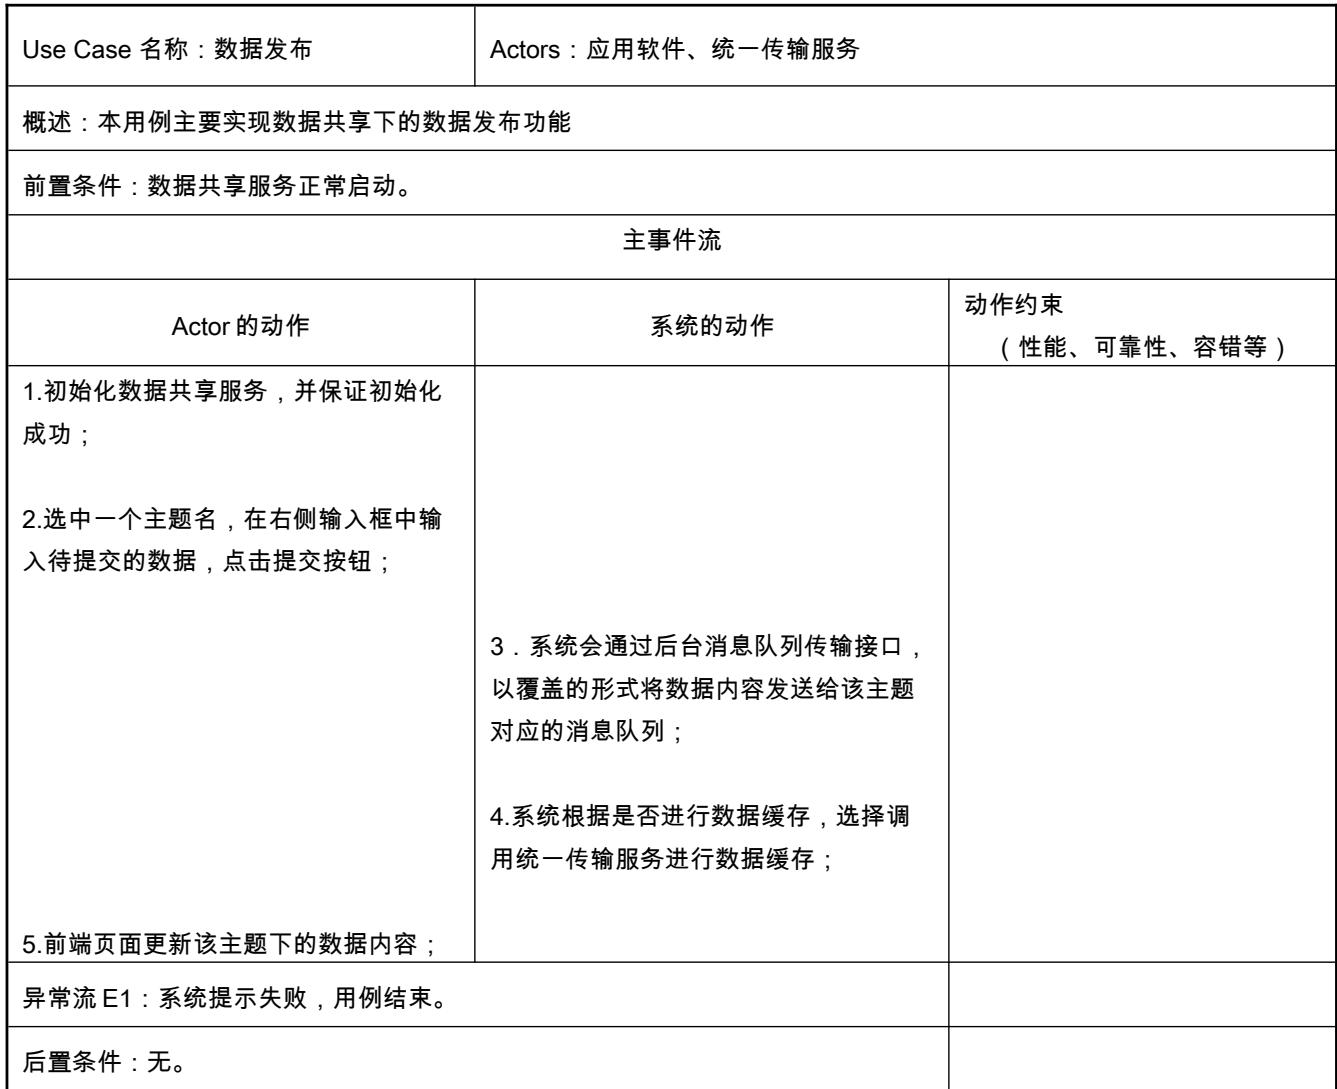 Use Case 名称：数据发布
Actors：应用软件、统一传输服务
概述：本用例主要实现数据共享下的数据发布功能
前置条件：数据共享服务正常启动。
主事件流
Actor 的动作
系统的动作
动作约束
（性能、可靠性、容错等）
1.初始化数据共享服务，并保证初始化
成功；
2.选中一个主题名，在右侧输入框中输
入待提交的数据，点击提交按钮；
3．系统会通过后台消息队列传输接口，
以覆盖的形式将数据内容发送给该主题
对应的消息队列；
4.系统根据是否进行数据缓存，选择调
用统一传输服务进行数据缓存；
5.前端页面更新该主题下的数据内容；
异常流 E1：系统提示失败，用例结束。
后置条件：无。